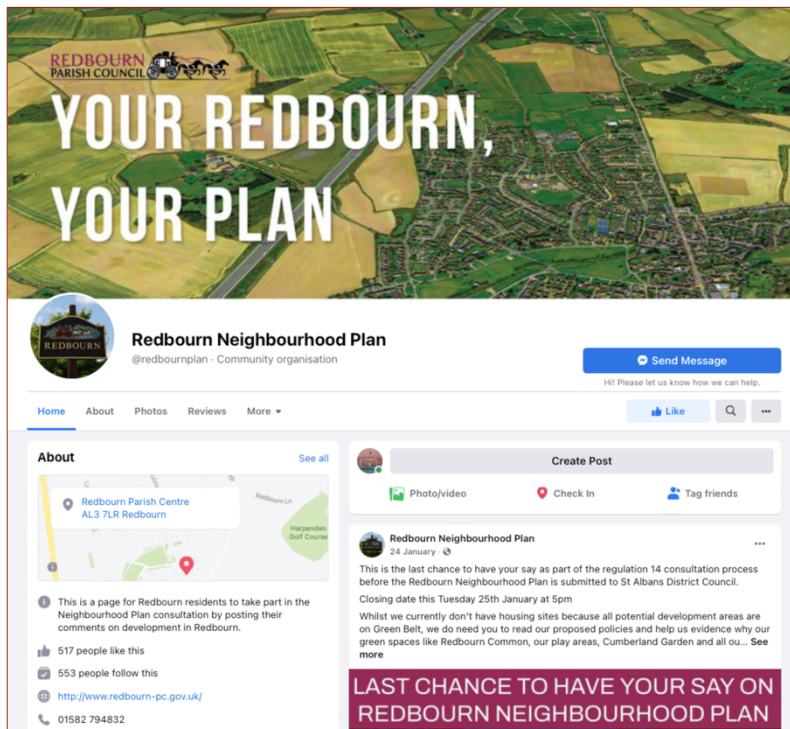 REDBOURN
PARISH COUNCIL
YOUR REDBOURN,
YOUR PLAN
REDBOURN
Redbourn Neighbourhood Plan
@redbournplan · Community organisation
Send Message
Hi! Please let us know how we can help.
Home
About
Photos
Reviews
More
Like
About
See all
Redbourn Parish Centre
AL3 7LR Redbourn
Redbourn Ln
Harpenden
Golf Course
This is a page for Redbourn residents to take part in the
Neighbourhood Plan consultation by posting their
comments on development in Redbourn.
517 people like this
553 people follow this
http://www.redbourn-pc.gov.uk/
01582 794832
Create Post
Photo/video
Check In
Tag friends
Redbourn Neighbourhood Plan
24 January ·
This is the last chance to have your say as part of the regulation 14 consultation process
before the Redbourn Neighbourhood Plan is submitted to St Albans District Council.
Closing date this Tuesday 25th January at 5pm
Whilst we currently don't have housing sites because all potential development areas are
on Green Belt, we do need you to read our proposed policies and help us evidence why our
green spaces like Redbourn Common, our play areas, Cumberland Garden and all ou... See
more
LAST CHANCE TO HAVE YOUR SAY ON
REDBOURN NEIGHBOURHOOD PLAN